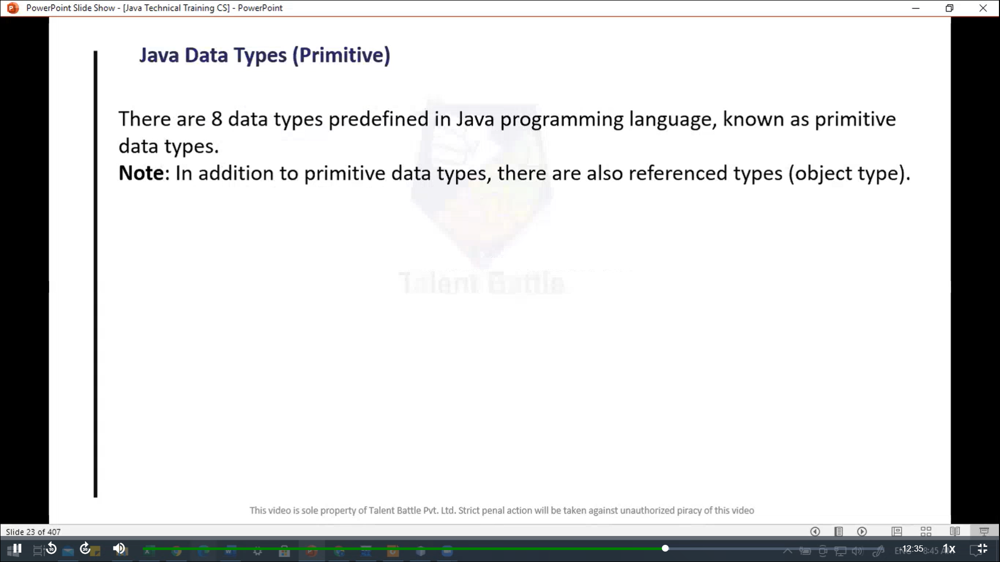 PowerPoint Slide Show - [Java Technical Training CS] - PowerPoint
Java Data Types (Primitive)
There are 8 data types predefined in Java programming language, known as primitive
data types.
Note: In addition to primitive data types, there are also referenced types (object type).
Talent Battle
This video is sole property of Talent Battle Pvt. Ltd. Strict penal action will be taken against unauthorized piracy of this video
Slide 23 of 407
10
30
-12:35
1x